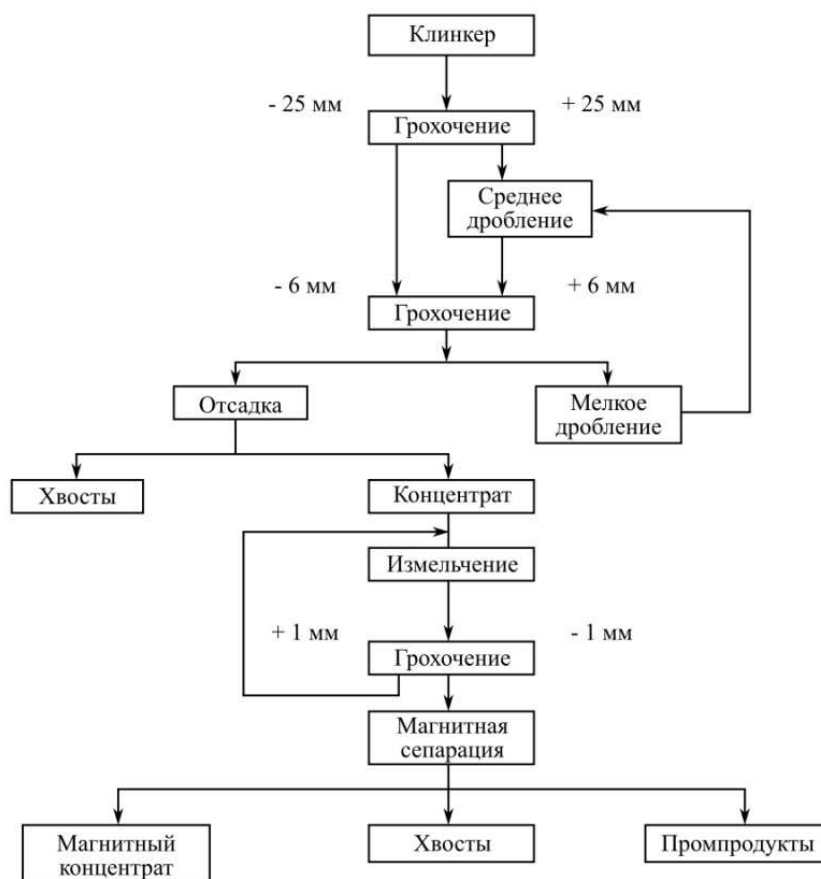 Клинкер
- 25 мм
+ 25 мм
Грохочение
Среднее
дробление
- 6 мм
+ 6 мм
Грохочение
Отсадка
Мелкое
дробление
Хвосты
Концентрат
Измельчение
+ 1 мм
- 1 мм
Грохочение
Магнитная
сепарация
Магнитный
концентрат
Хвосты
Промпродукты